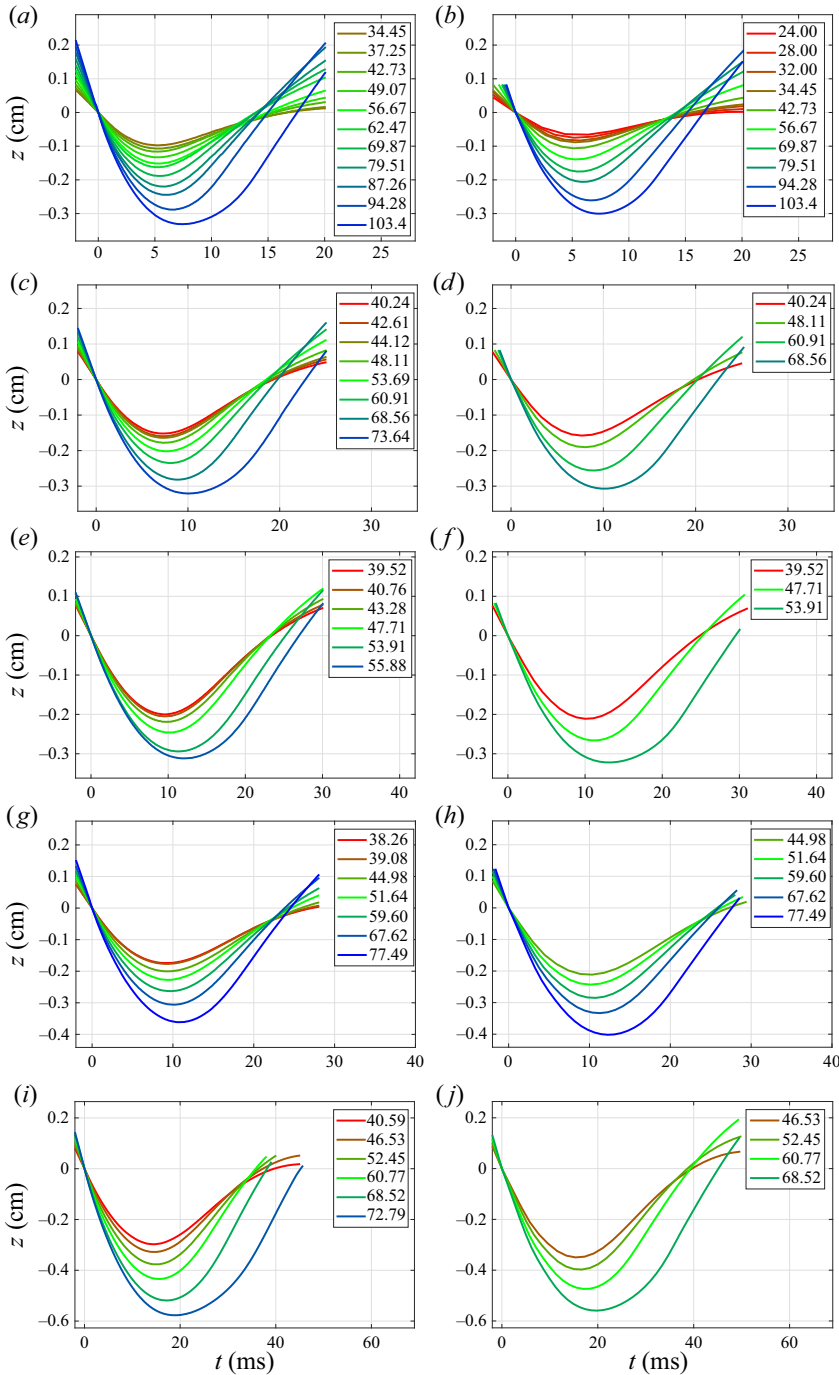 (a) (b)
0.2 34.45 0.2 24.00
37.25 28.00
0.1 42.73 0.1 32.00
49.07 34.45
0 56.67 0 42.73
z (cm) 62.47 56.67
–0.1 69.87 –0.1 69.87
79.51 79.51
–0.2 87.26 –0.2 94.28
94.28 103.4
–0.3 103.4 –0.3
0 5 10 15 20 25 0 5 10 15 20 25
(c) (d)
0.2 40.24 0.2 40.24
42.61 48.11
0.1 44.12 0.1 60.91
48.11 68.56
0 53.69 0
z (cm) 60.91
–0.1 68.56 –0.1
73.64
–0.2 –0.2
–0.3 –0.3
0 10 20 30 0 10 20 30
(e) (f)
0.2 39.52 0.2 39.52
40.76 47.71
0.1 43.28 0.1 53.91
47.71
0 53.91 0
z (cm) 55.88
–0.1 –0.1
–0.2 –0.2
–0.3 –0.3
0 10 20 30 40 0 10 20 30 40
(g) (h)
0.2 38.26 0.2 44.98
39.08 51.64
0.1 44.98 0.1 59.60
51.64 67.62
0 59.60 0 77.49
z (cm) 67.62
–0.1 77.49 –0.1
–0.2 –0.2
–0.3 –0.3
–0.4 –0.4
0 10 20 30 40 0 10 20 30 40
(i) (j)
0.2 40.59 0.2 46.53
46.53 52.45
0 52.45 0 60.77
60.77 68.52
z (cm) 68.52
–0.2 72.79 –0.2
–0.4 –0.4
–0.6 –0.6
0 20 40 60 0 20 40 60
t (ms) t (ms)